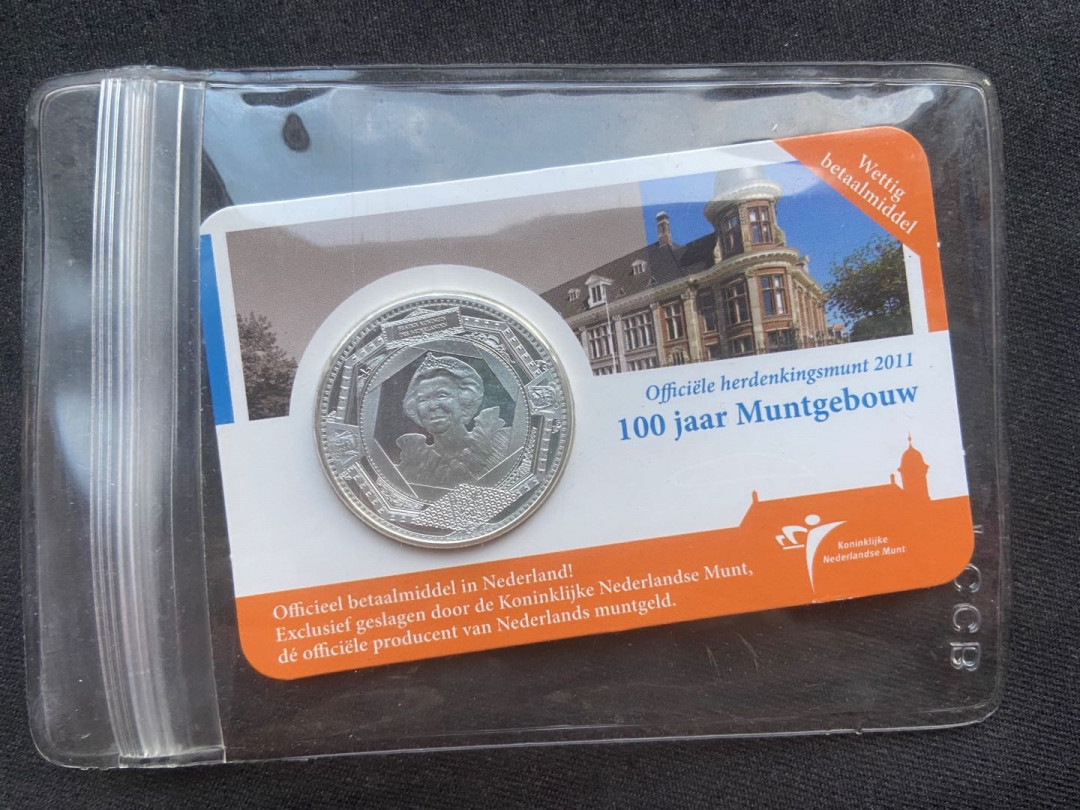 Wettig
betaalmiddel
Officiële herdenkingsmunt 2011
100 jaar Muntgebouw
Koninklijke
Nederlandse Munt
Officieel betaalmiddel in Nederland!
Exclusief geslagen door de Koninklijke Nederlandse Munt,
dé officiële producent van Nederlands muntgeld.
CCB